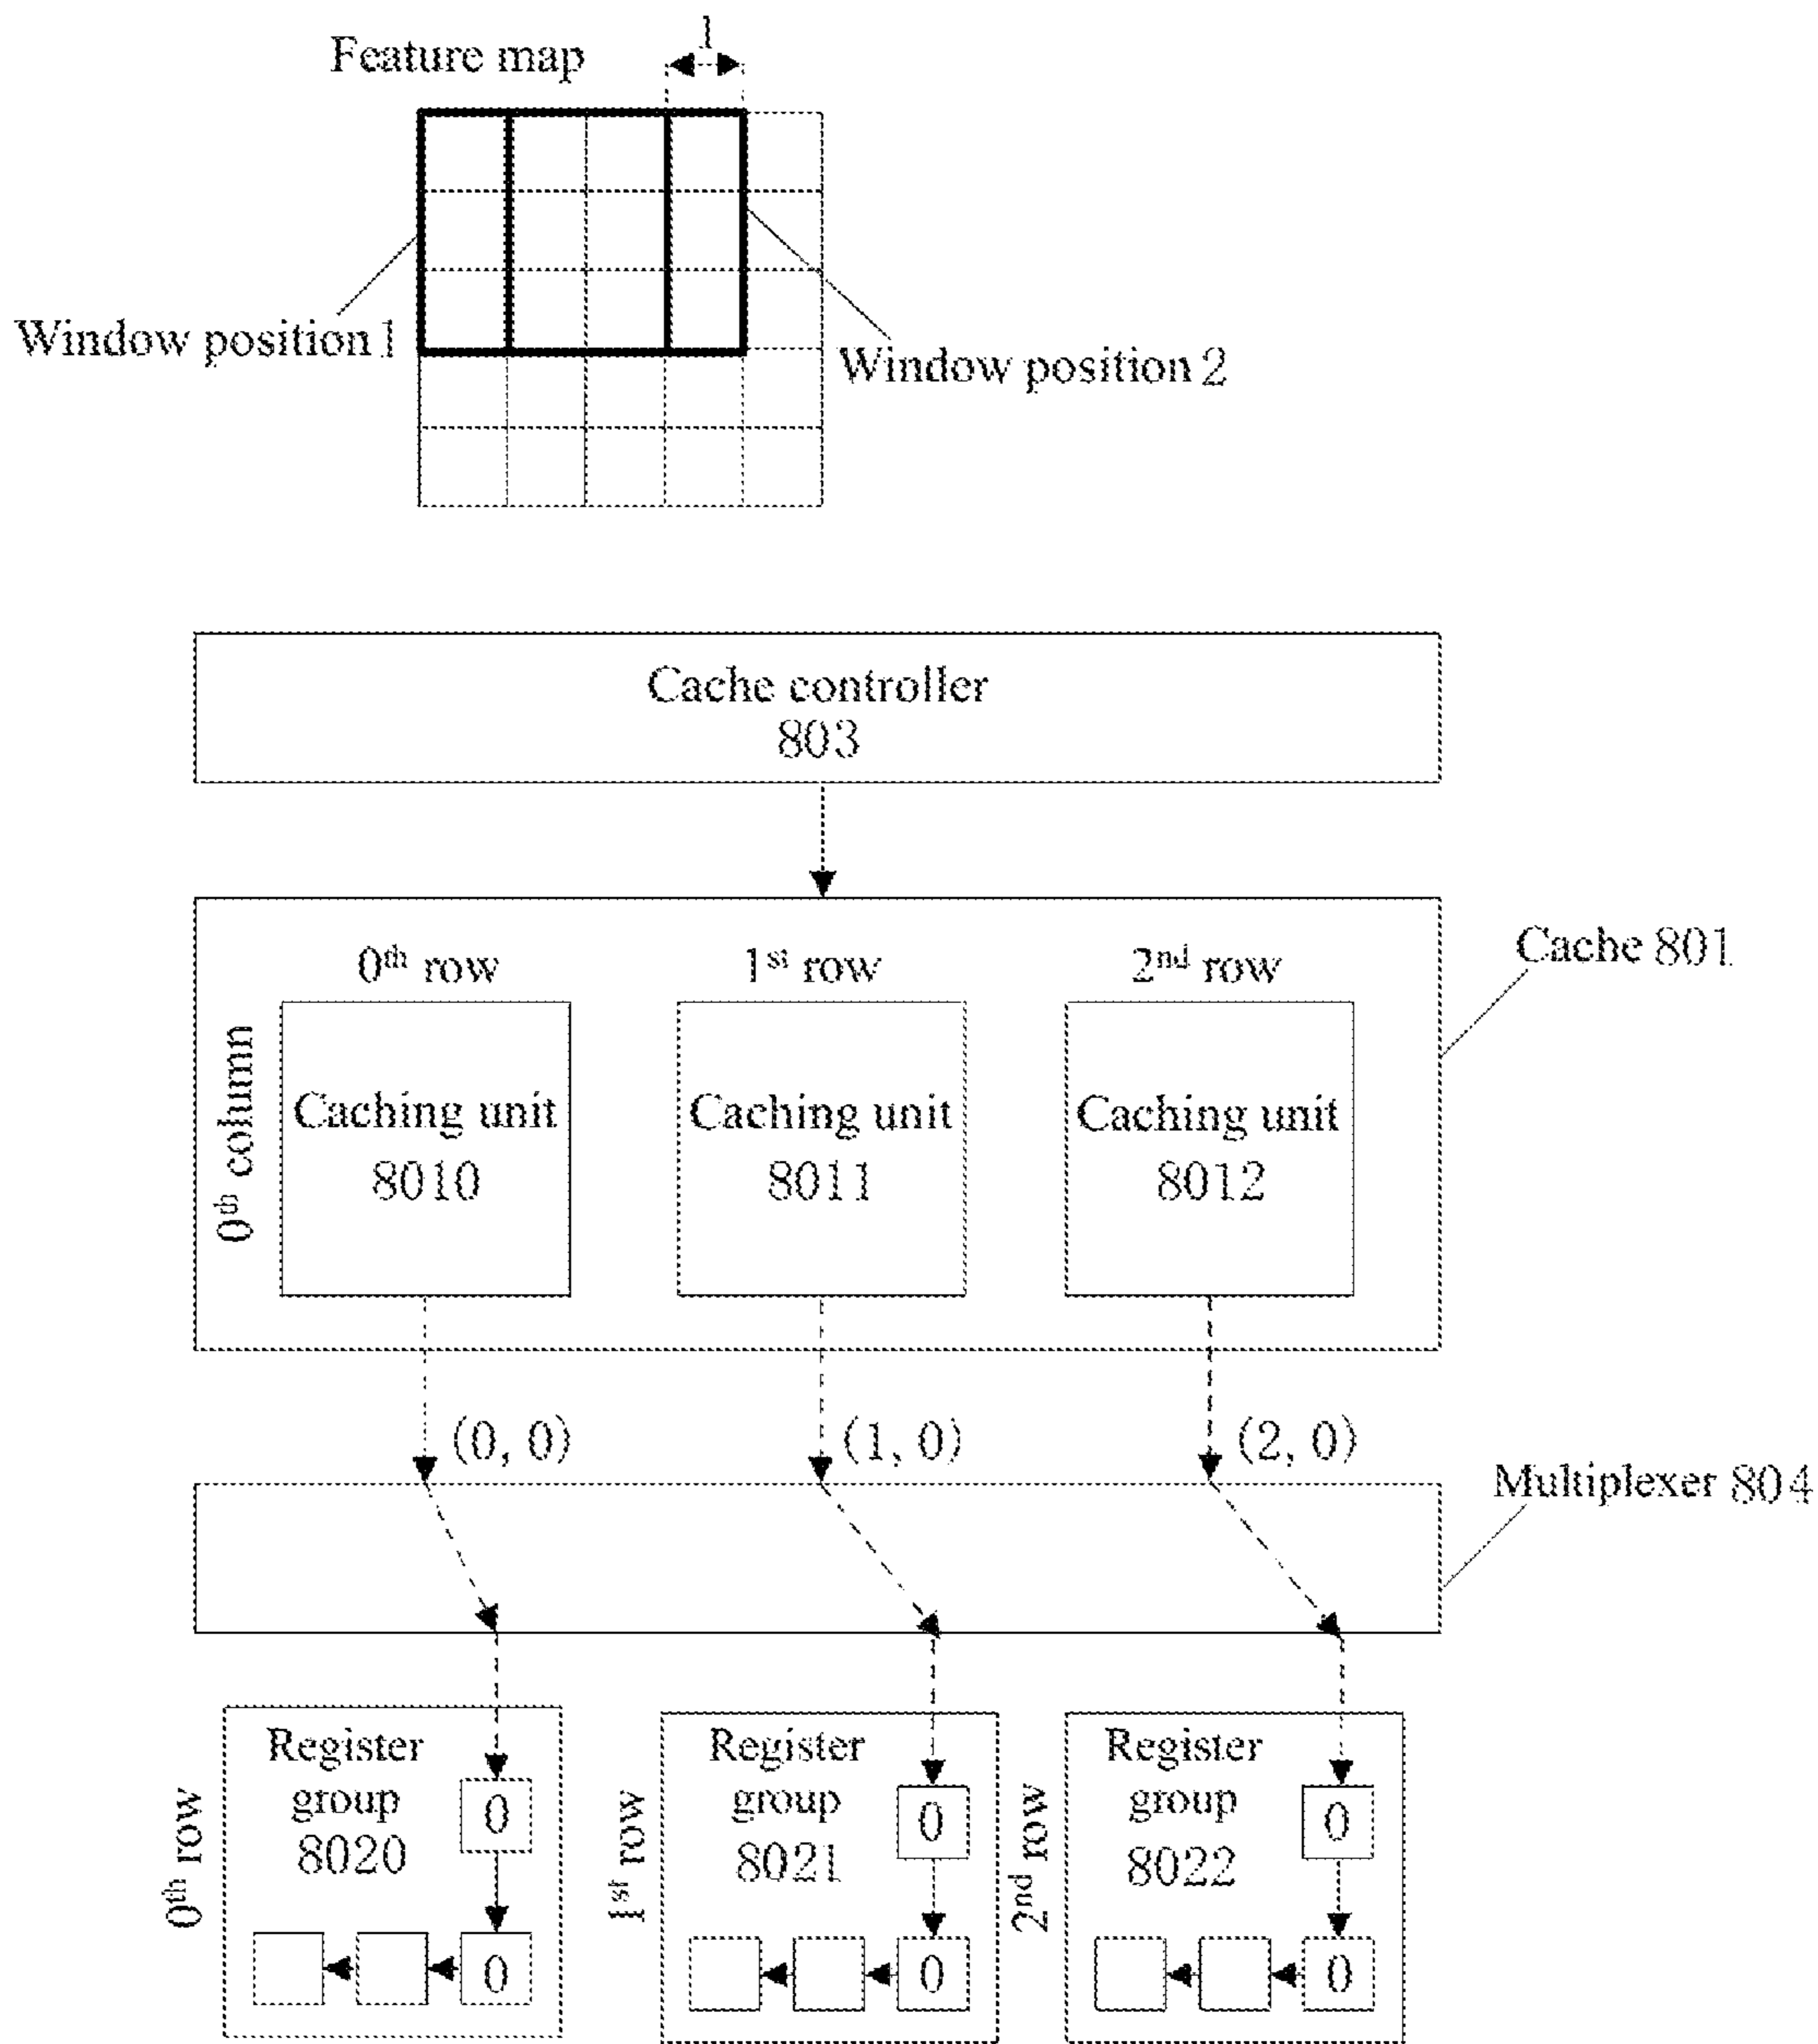 1
Feature map
Window position 1
Window position 2
Cache controller
803
Cache 801
0th row
1st row
2nd row
0th column
Caching unit
8010
Caching unit
8011
Caching unit
8012
(0, 0)
(1, 0)
(2, 0)
Multiplexer 804
0th row
Register
group
8020
0
0
1st row
Register
group
8021
0
0
2nd row
Register
group
8022
0
0